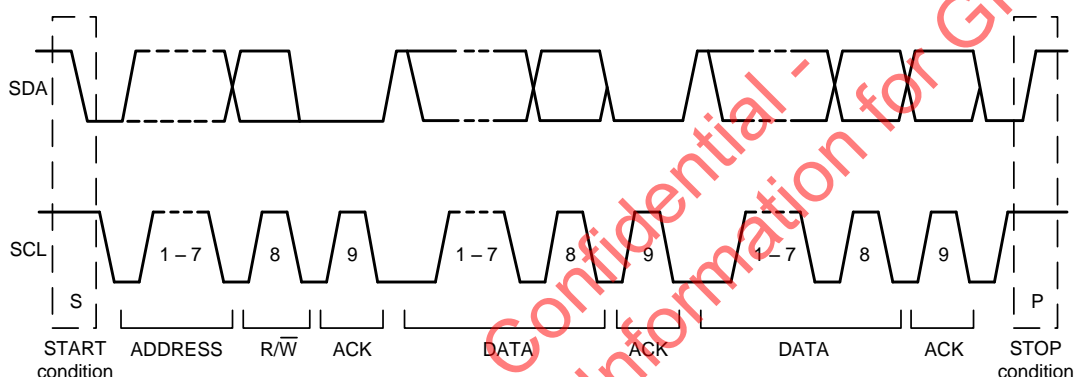 SDA
SCL
1 – 7 8 9 1 – 7 8 9 1 – 7 8 9
S P
START condition
ADDRESS
R/W̅
ACK
DATA
ACK
DATA
ACK
STOP condition
Confidential -
Information for